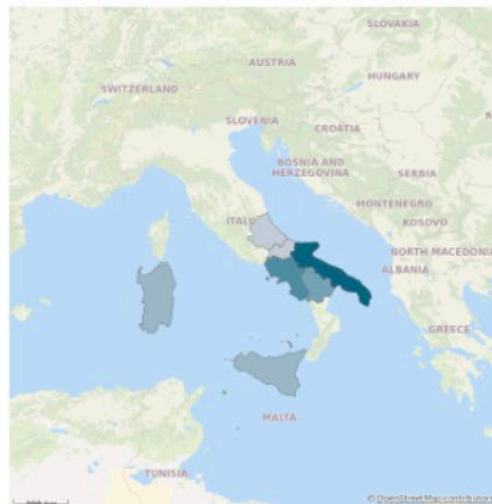 SLOVAKIA
AUSTRIA
HUNGARY
SWITZERLAND
SLOVENIA
CROATIA
BOSNIA AND
HERZEGOVINA
SERBIA
MONTENEGRO
ITALY
KOSOVO
NORTH MACEDONIA
ALBANIA
GREECE
MALTA
TUNISIA
© OpenStreetMap contributors